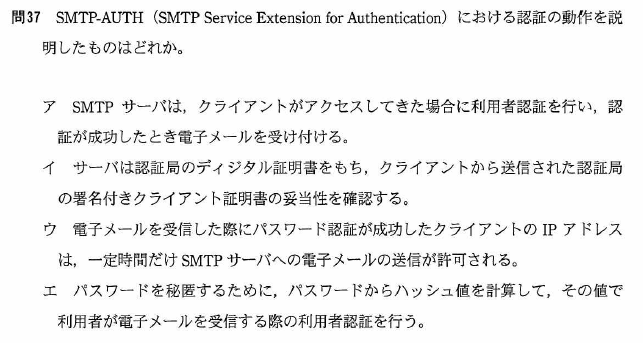 問37 SMTP-AUTH（SMTP Service Extension for Authentication）における認証の動作を説
明したものはどれか。
ア SMTP サーバは，クライアントがアクセスしてきた場合に利用者認証を行い，認
証が成功したとき電子メールを受け付ける。
イ サーバは認証局のディジタル証明書をもち，クライアントから送信された認証局
の署名付きクライアント証明書の妥当性を確認する。
ウ 電子メールを受信した際にパスワード認証が成功したクライアントの IP アドレス
は，一定時間だけ SMTP サーバへの電子メールの送信が許可される。
エ パスワードを秘匿するために，パスワードからハッシュ値を計算して，その値で
利用者が電子メールを受信する際の利用者認証を行う。